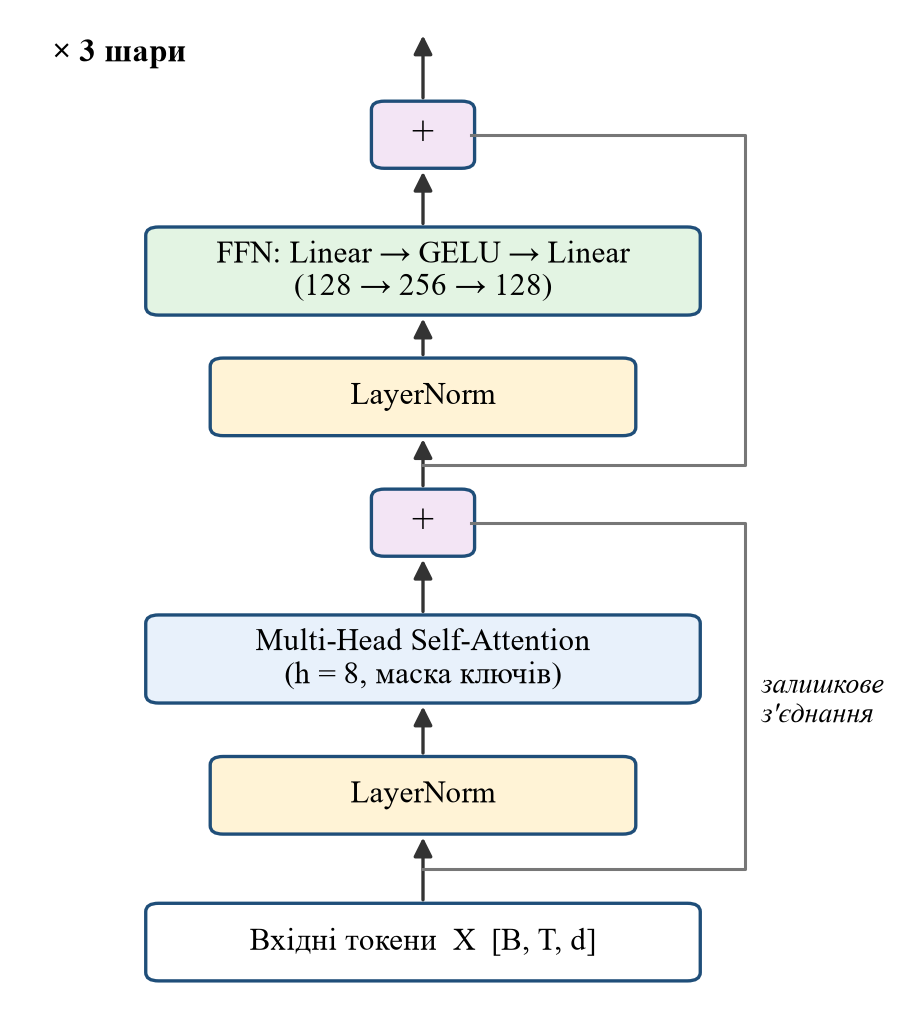 × 3 шари
+
FFN: Linear → GELU → Linear
(128 → 256 → 128)
LayerNorm
+
Multi-Head Self-Attention
(h = 8, маска ключів)
залишкове
з'єднання
LayerNorm
Вхідні токени X [B, T, d]